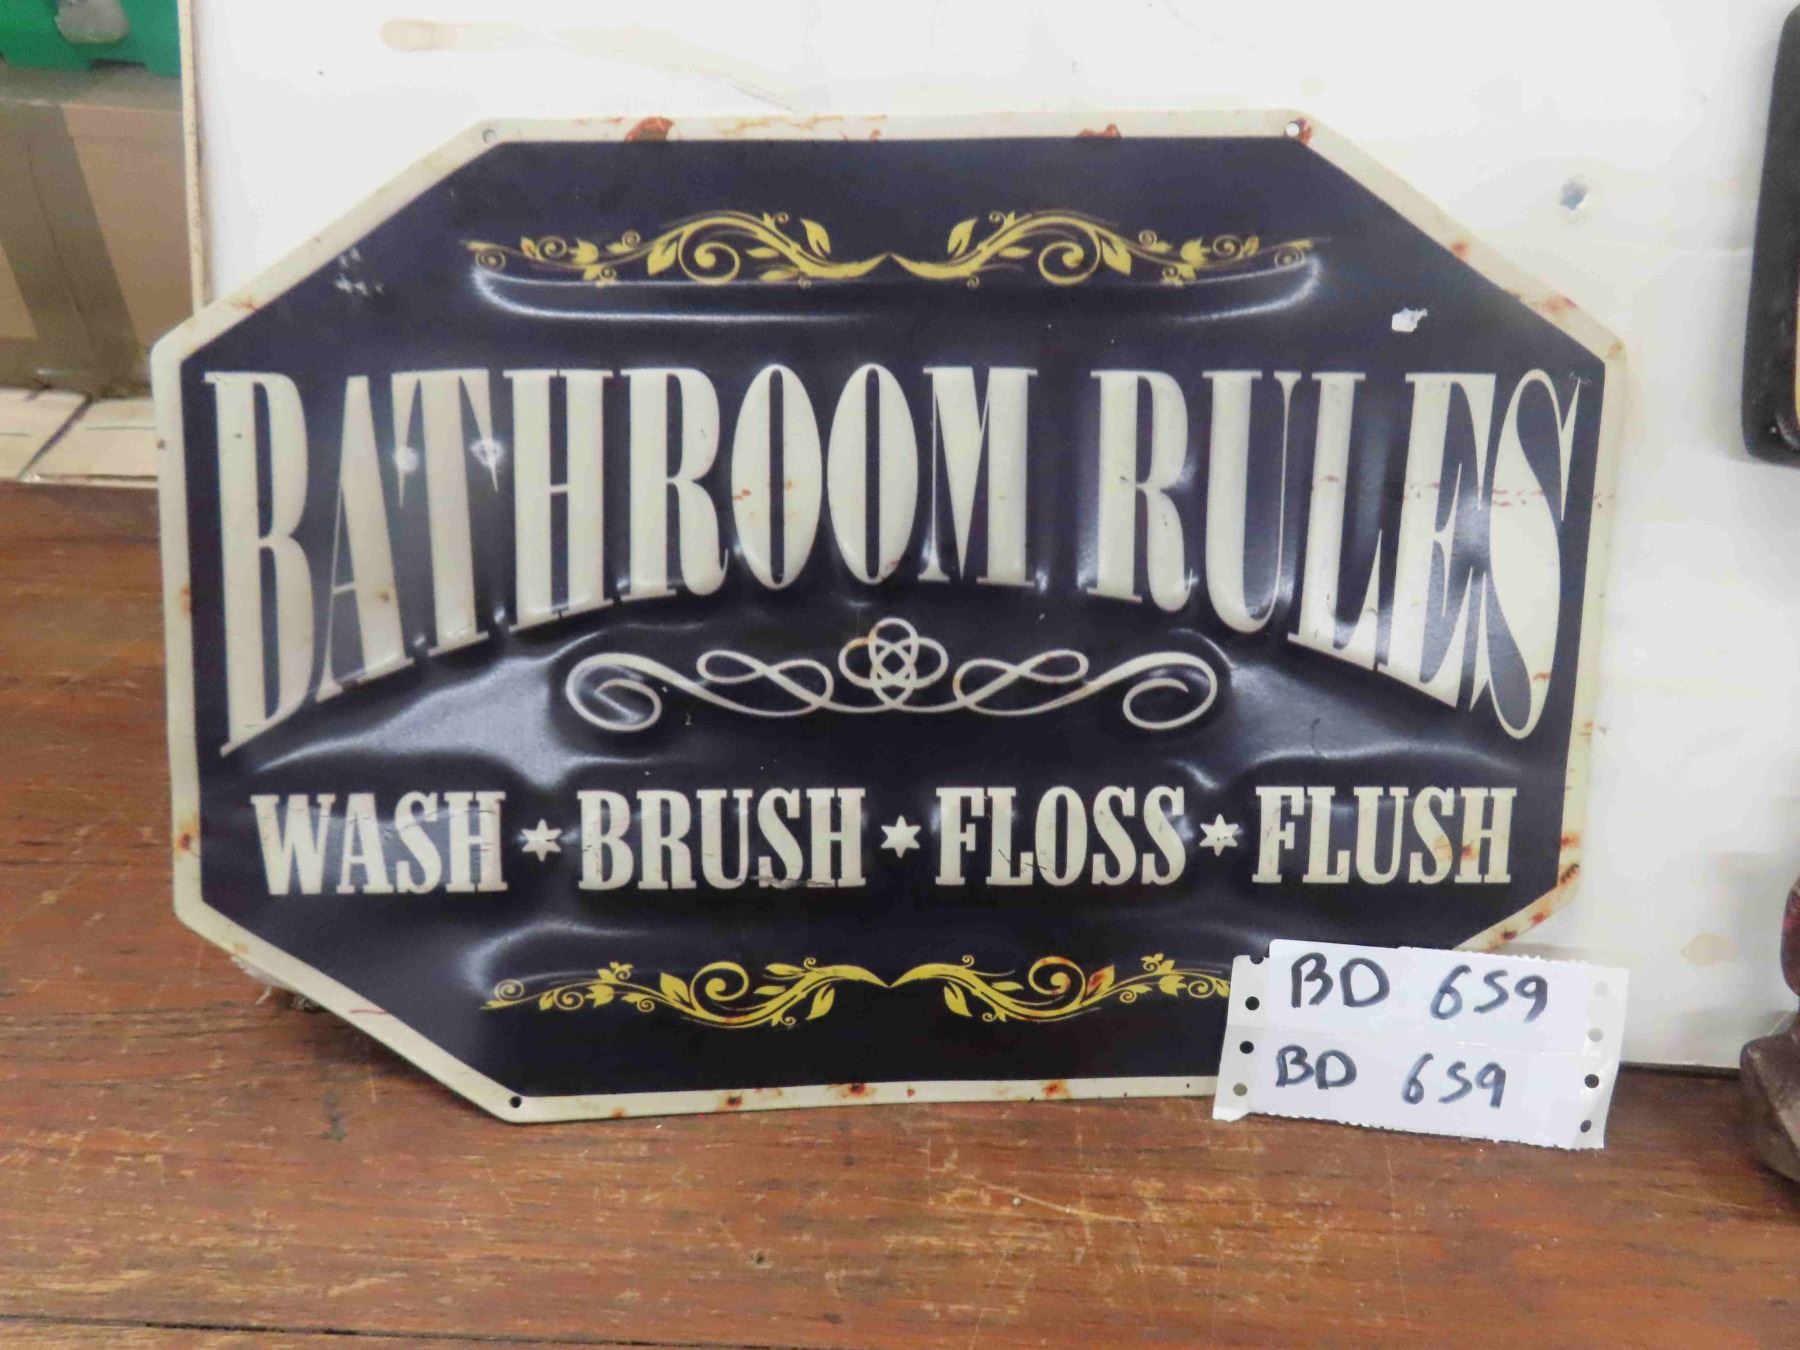 BATHROOM RULES
WASH * BRUSH * FLOSS * FLUSH
BD 659
BD 659